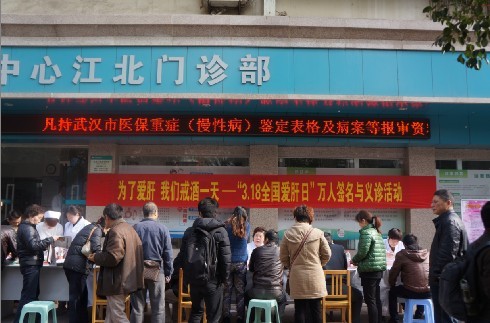 中心江北门诊部
凡持武汉市医保重症（慢性病）鉴定表格及病案等报审资
为了爱肝 我们戒酒一天 —“3.18全国爱肝日” 万人签名与义诊活动